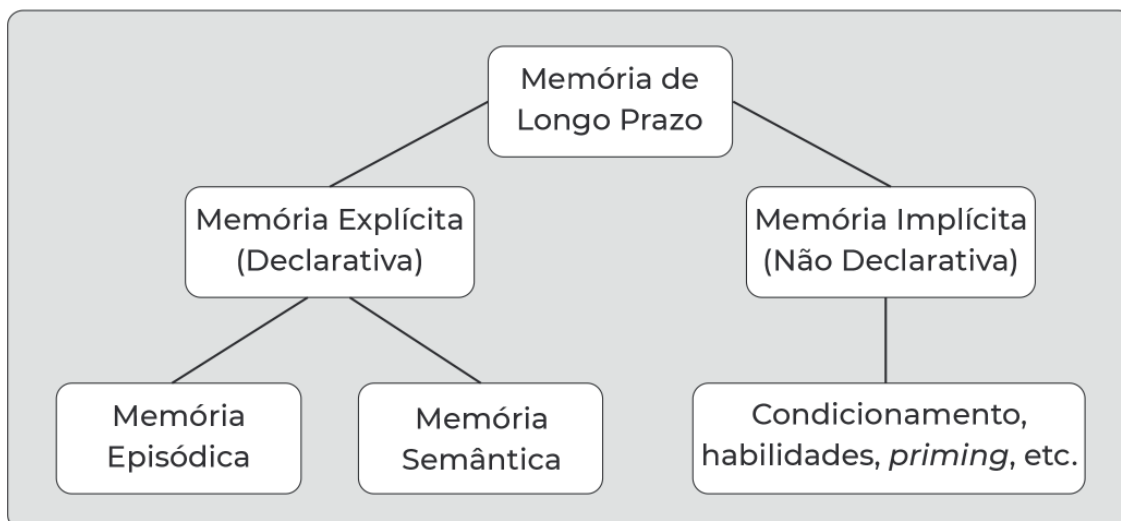 Memória de
Longo Prazo
Memória Explícita
(Declarativa)
Memória Implícita
(Não Declarativa)
Memória
Episódica
Memória
Semântica
Condicionamento,
habilidades, priming, etc.